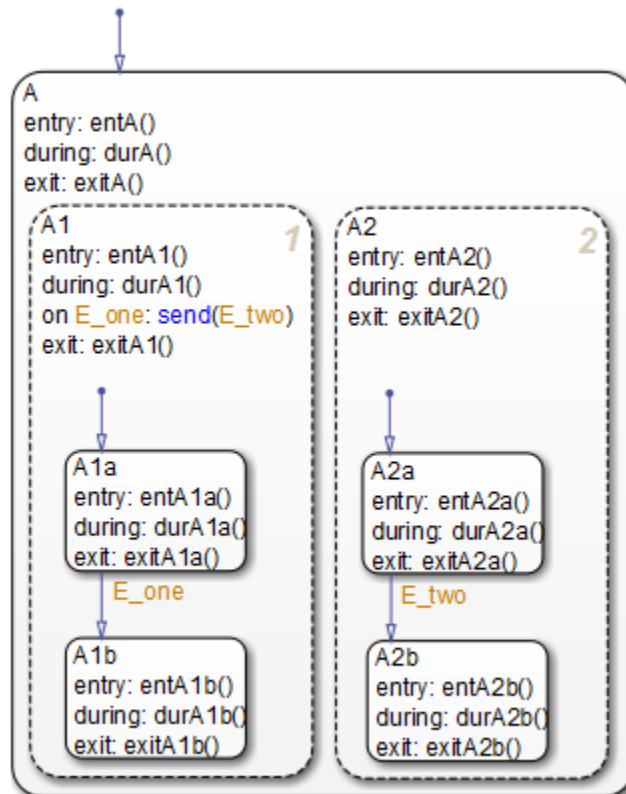 A
entry: entA()
during: durA()
exit: exitA()
A1
1
entry: entA1()
during: durA1()
on E_one: send(E_two)
exit: exitA1()
A1a
entry: entA1a()
during: durA1a()
exit: exitA1a()
E_one
A1b
entry: entA1b()
during: durA1b()
exit: exitA1b()
A2
2
entry: entA2()
during: durA2()
exit: exitA2()
A2a
entry: entA2a()
during: durA2a()
exit: exitA2a()
E_two
A2b
entry: entA2b()
during: durA2b()
exit: exitA2b()